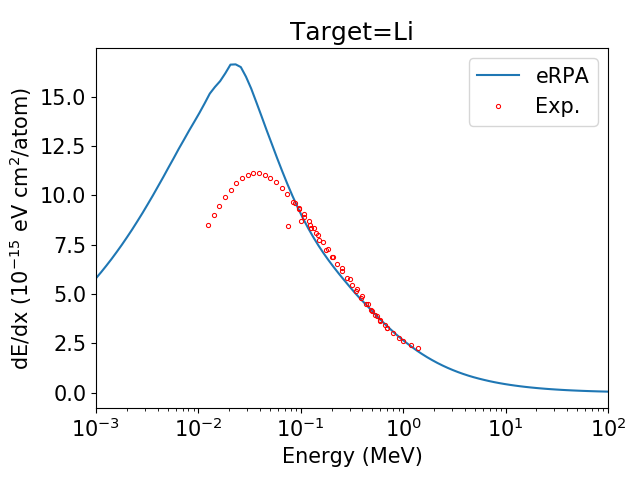 Target=Li
eRPA
Exp.
dE/dx (10⁻¹⁵ eV cm²/atom)
15.0
12.5
10.0
7.5
5.0
2.5
0.0
10⁻³ 10⁻² 10⁻¹ 10⁰ 10¹ 10²
Energy (MeV)